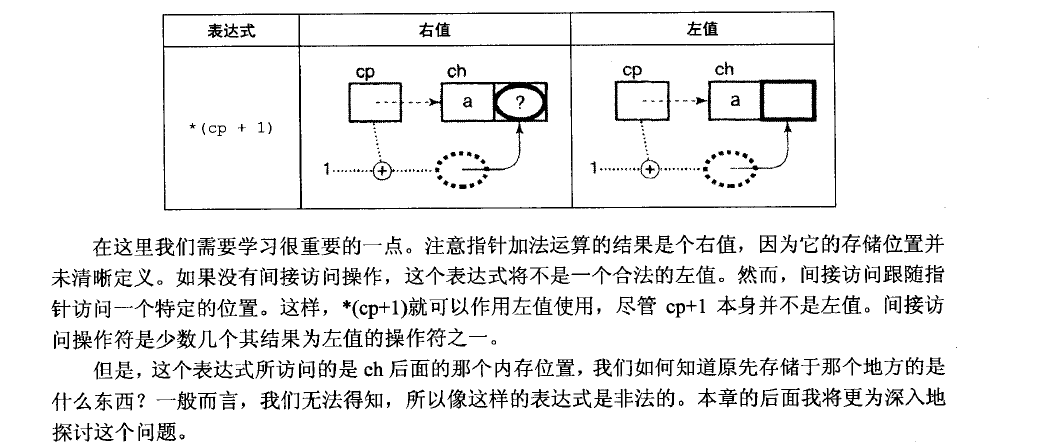 表达式 右值 左值
cp ch cp ch
*(cp + 1) a ? a
1 + 1 +
在这里我们需要学习很重要的一点。注意指针加法运算的结果是个右值，因为它的存储位置并
未清晰定义。如果没有间接访问操作，这个表达式将不是一个合法的左值。然而，间接访问跟随指
针访问一个特定的位置。这样，*(cp+1)就可以作用左值使用，尽管 cp+1 本身并不是左值。间接访
问操作符是少数几个其结果为左值的操作符之一。
但是，这个表达式所访问的是 ch 后面的那个内存位置，我们如何知道原先存储于那个地方的是
什么东西？一般而言，我们无法得知，所以像这样的表达式是非法的。本章的后面我将更为深入地
探讨这个问题。